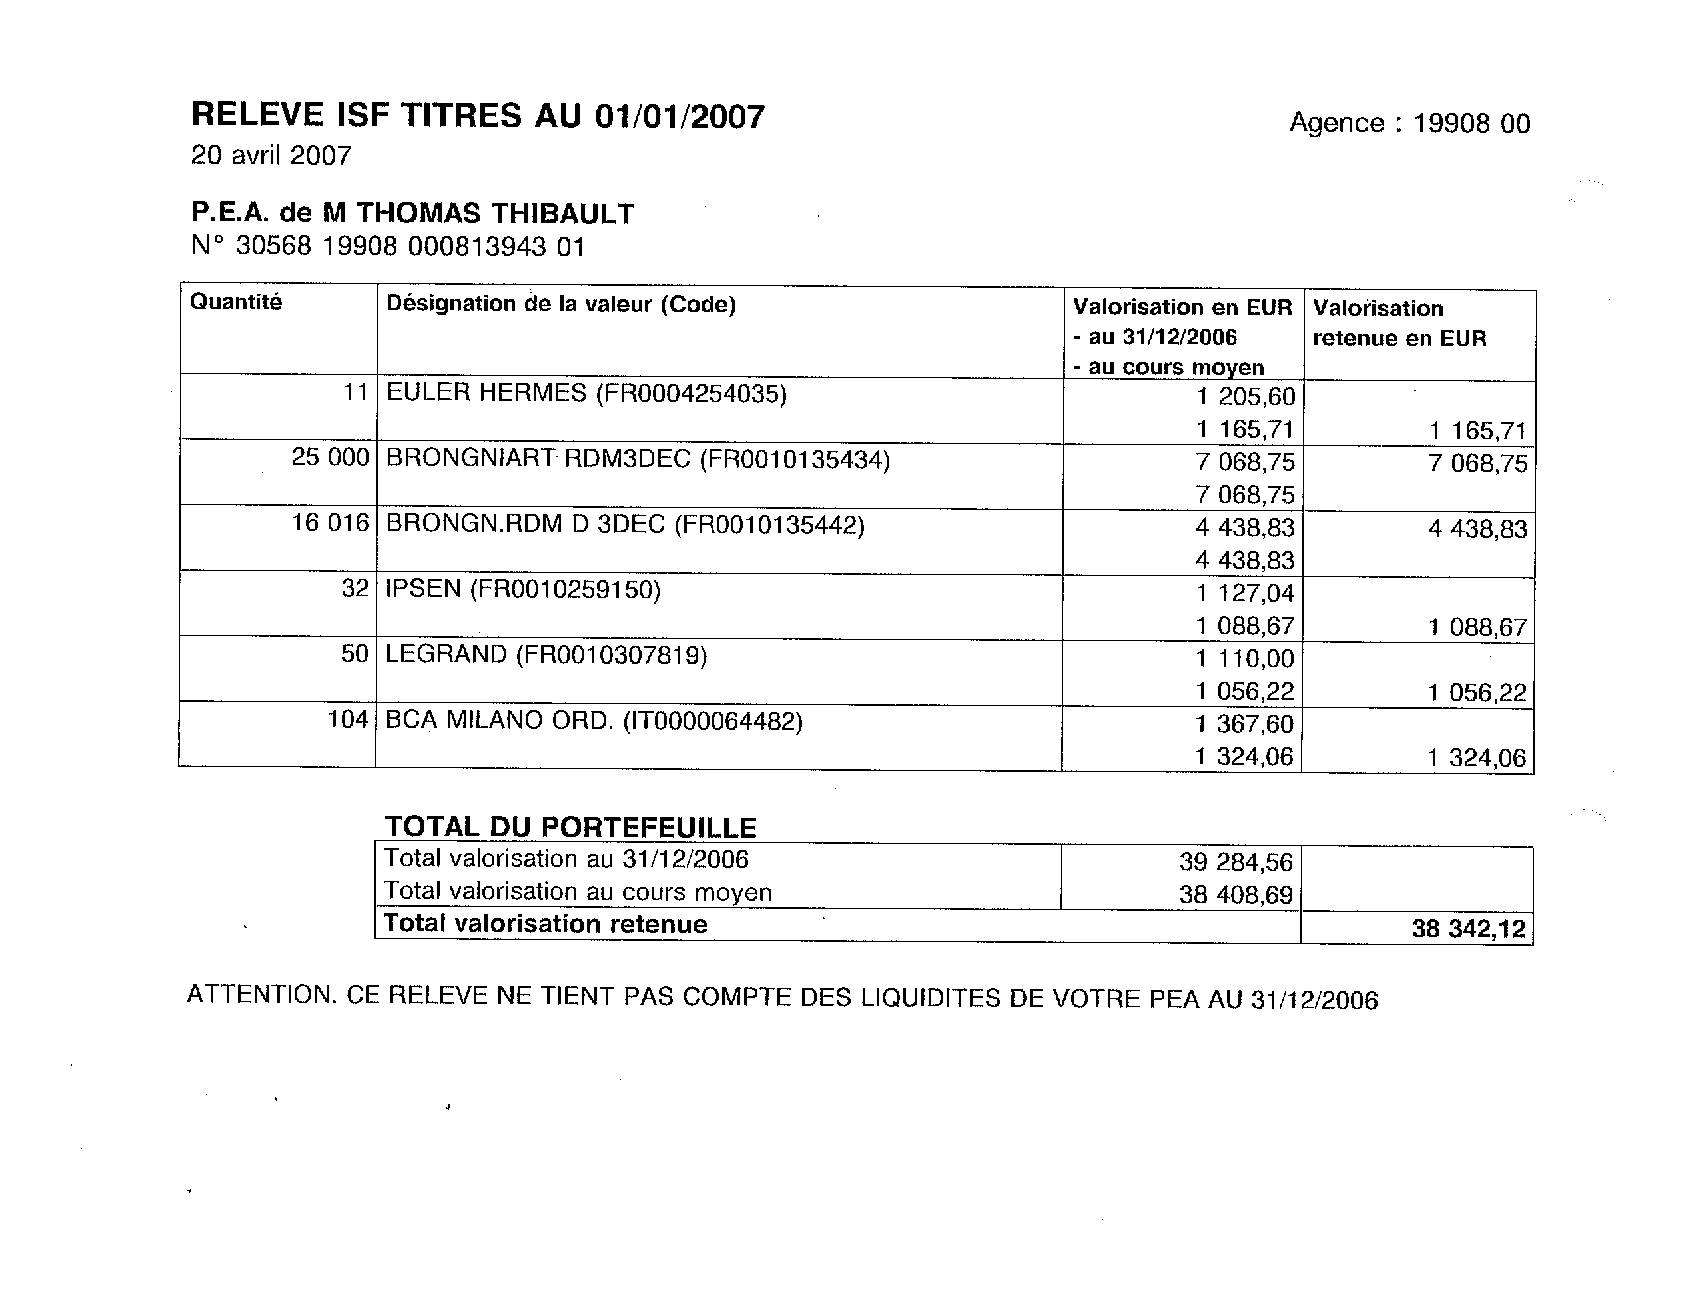 RELEVE ISF TITRES AU 01/01/2007
Agence : 19908 00
20 avril 2007
P.E.A. de M THOMAS THIBAULT
N° 30568 19908 000813943 01
Quantité Désignation de la valeur (Code) Valorisation en EUR Valorisation
- au 31/12/2006 retenue en EUR
- au cours moyen
11 EULER HERMES (FR0004254035) 1 205,60
1 165,71 1 165,71
25 000 BRONGNIART RDM3DEC (FR0010135434) 7 068,75 7 068,75
7 068,75
16 016 BRONGN.RDM D 3DEC (FR0010135442) 4 438,83 4 438,83
4 438,83
32 IPSEN (FR0010259150) 1 127,04
1 088,67 1 088,67
50 LEGRAND (FR0010307819) 1 110,00
1 056,22 1 056,22
104 BCA MILANO ORD. (IT0000064482) 1 367,60
1 324,06 1 324,06
TOTAL DU PORTEFEUILLE
Total valorisation au 31/12/2006 39 284,56
Total valorisation au cours moyen 38 408,69
Total valorisation retenue 38 342,12
ATTENTION. CE RELEVE NE TIENT PAS COMPTE DES LIQUIDITES DE VOTRE PEA AU 31/12/2006